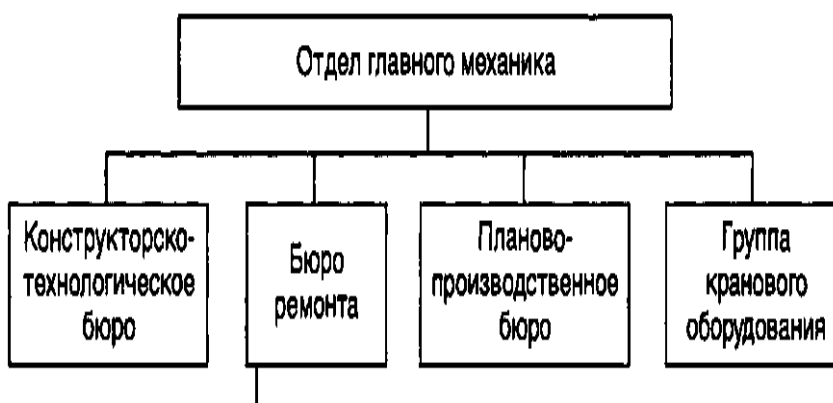 Отдел главного механика
Конструкторско-
технологическое
бюро
Бюро
ремонта
Планово-
производственное
бюро
Группа
кранового
оборудования